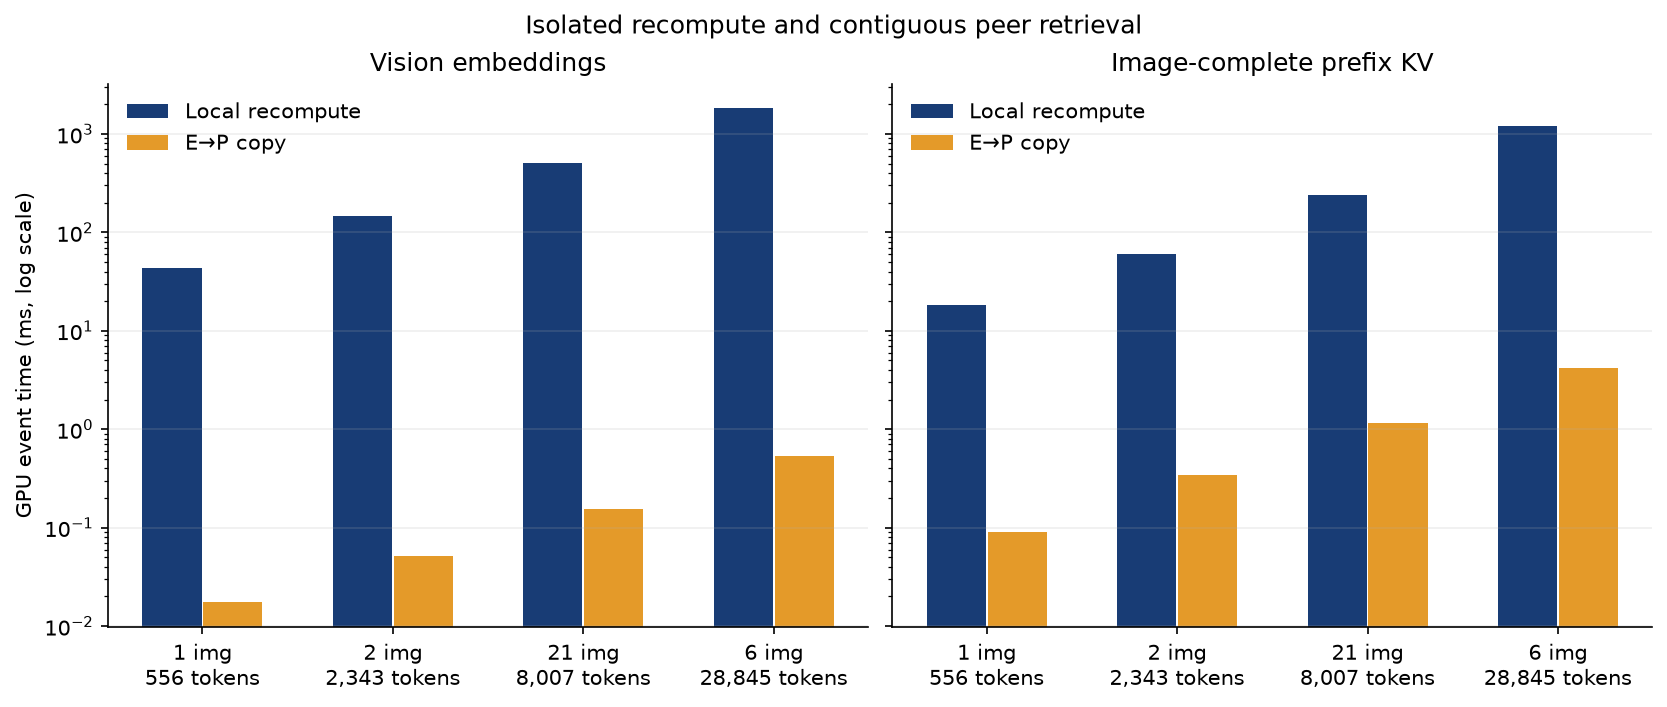 Isolated recompute and contiguous peer retrieval
Vision embeddings
Local recompute
E→P copy
GPU event time (ms, log scale)
10³
10²
10¹
10⁰
10⁻¹
10⁻²
1 img
556 tokens
2 img
2,343 tokens
21 img
8,007 tokens
6 img
28,845 tokens
Image-complete prefix KV
Local recompute
E→P copy
1 img
556 tokens
2 img
2,343 tokens
21 img
8,007 tokens
6 img
28,845 tokens